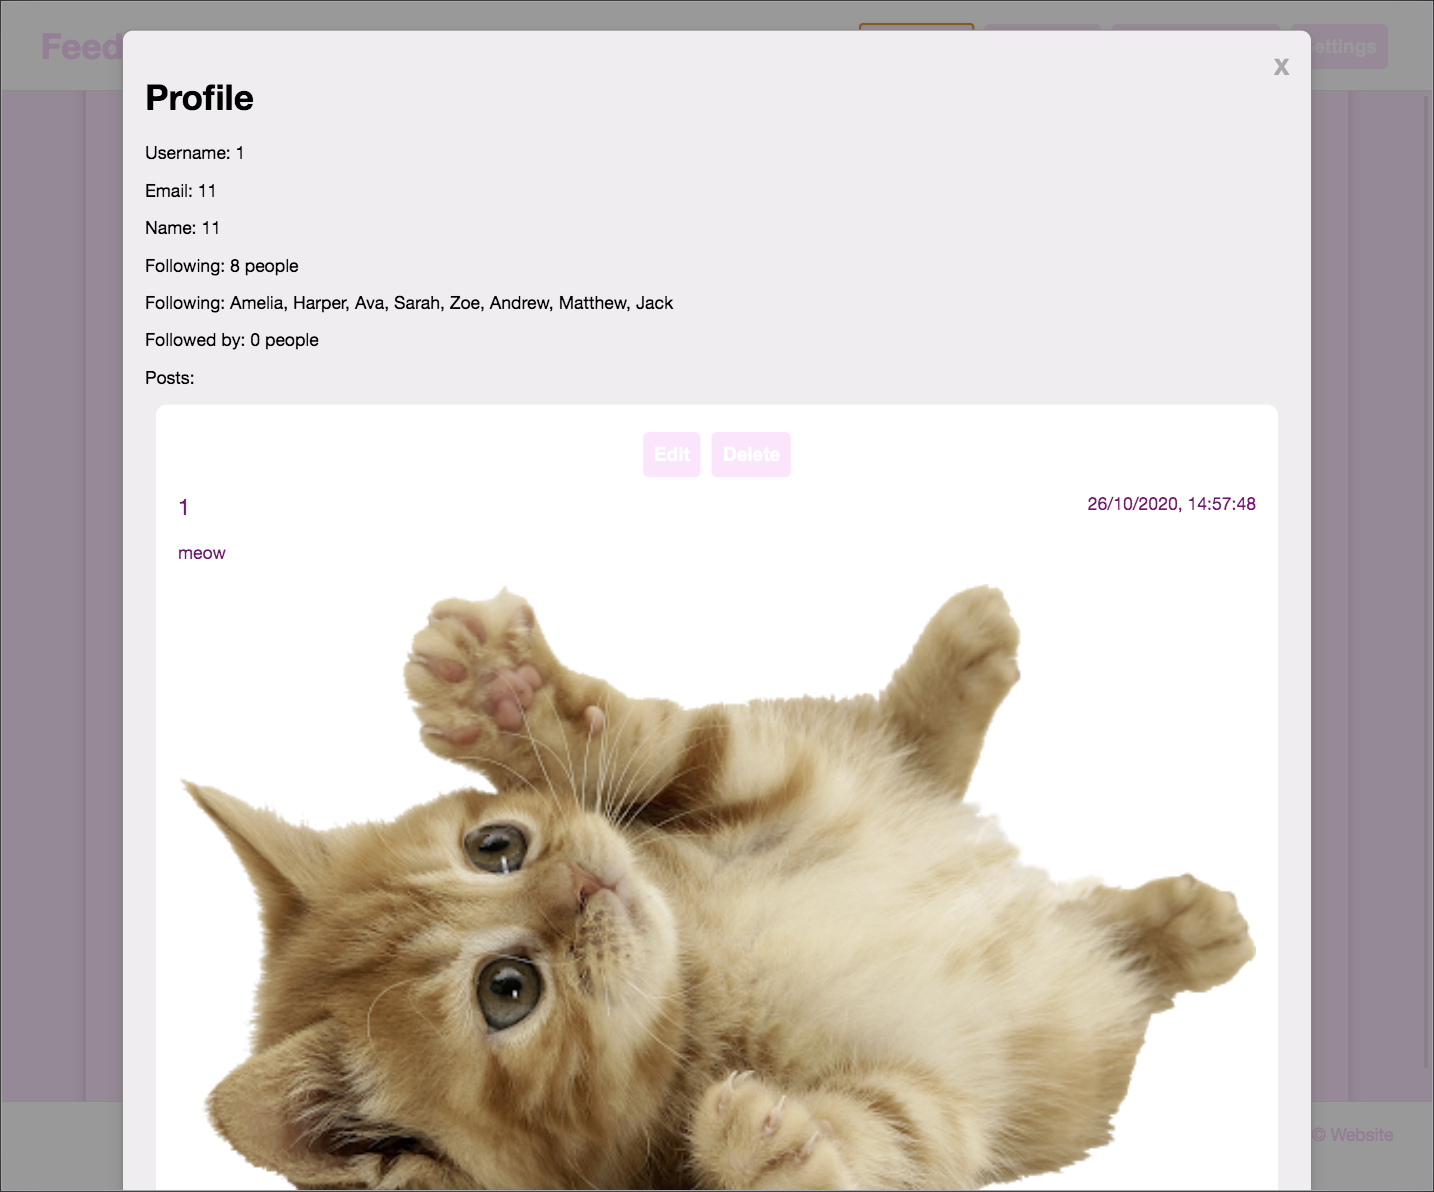 Feed
ettings
x
Profile
Username: 1
Email: 11
Name: 11
Following: 8 people
Following: Amelia, Harper, Ava, Sarah, Zoe, Andrew, Matthew, Jack
Followed by: 0 people
Posts:
Edit Delete
1 26/10/2020, 14:57:48
meow
© Website